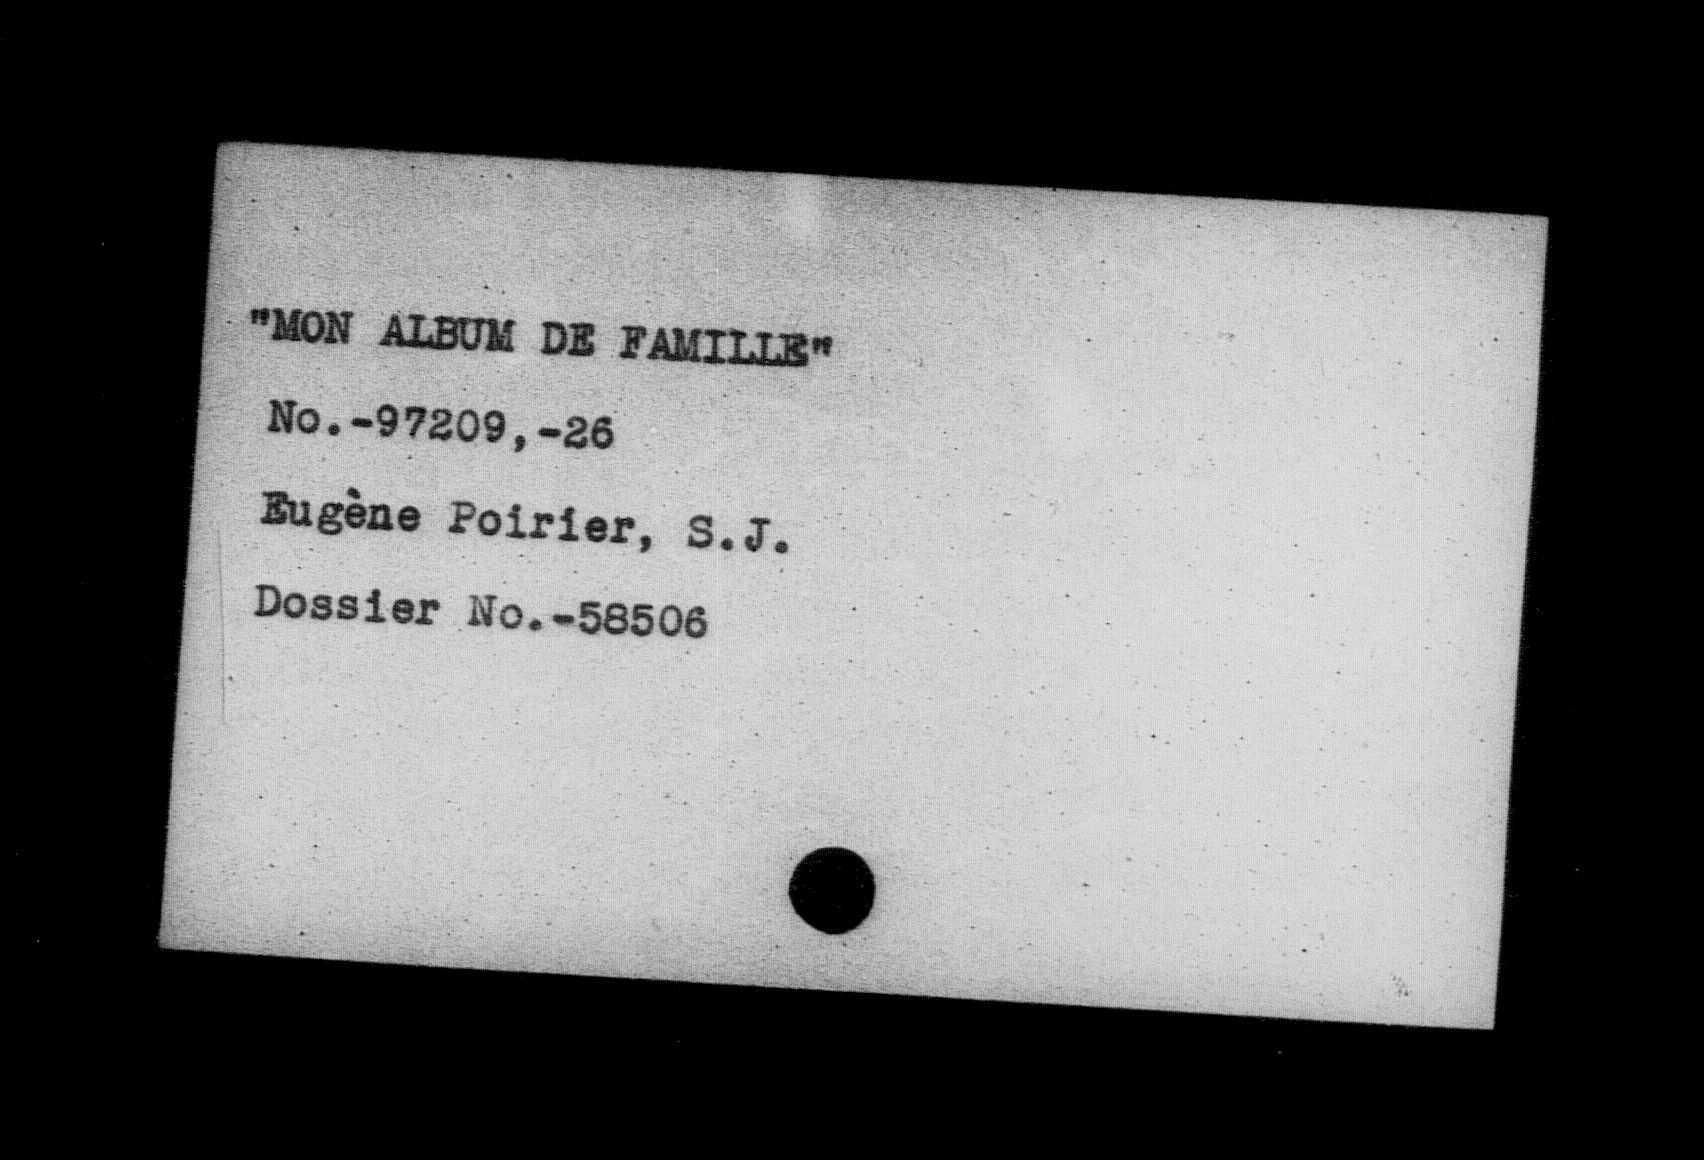 "MON ALBUM DE FAMILLE"
No.-97209,-26
Eugène Poirier, S.J.
Dossier No.-58506